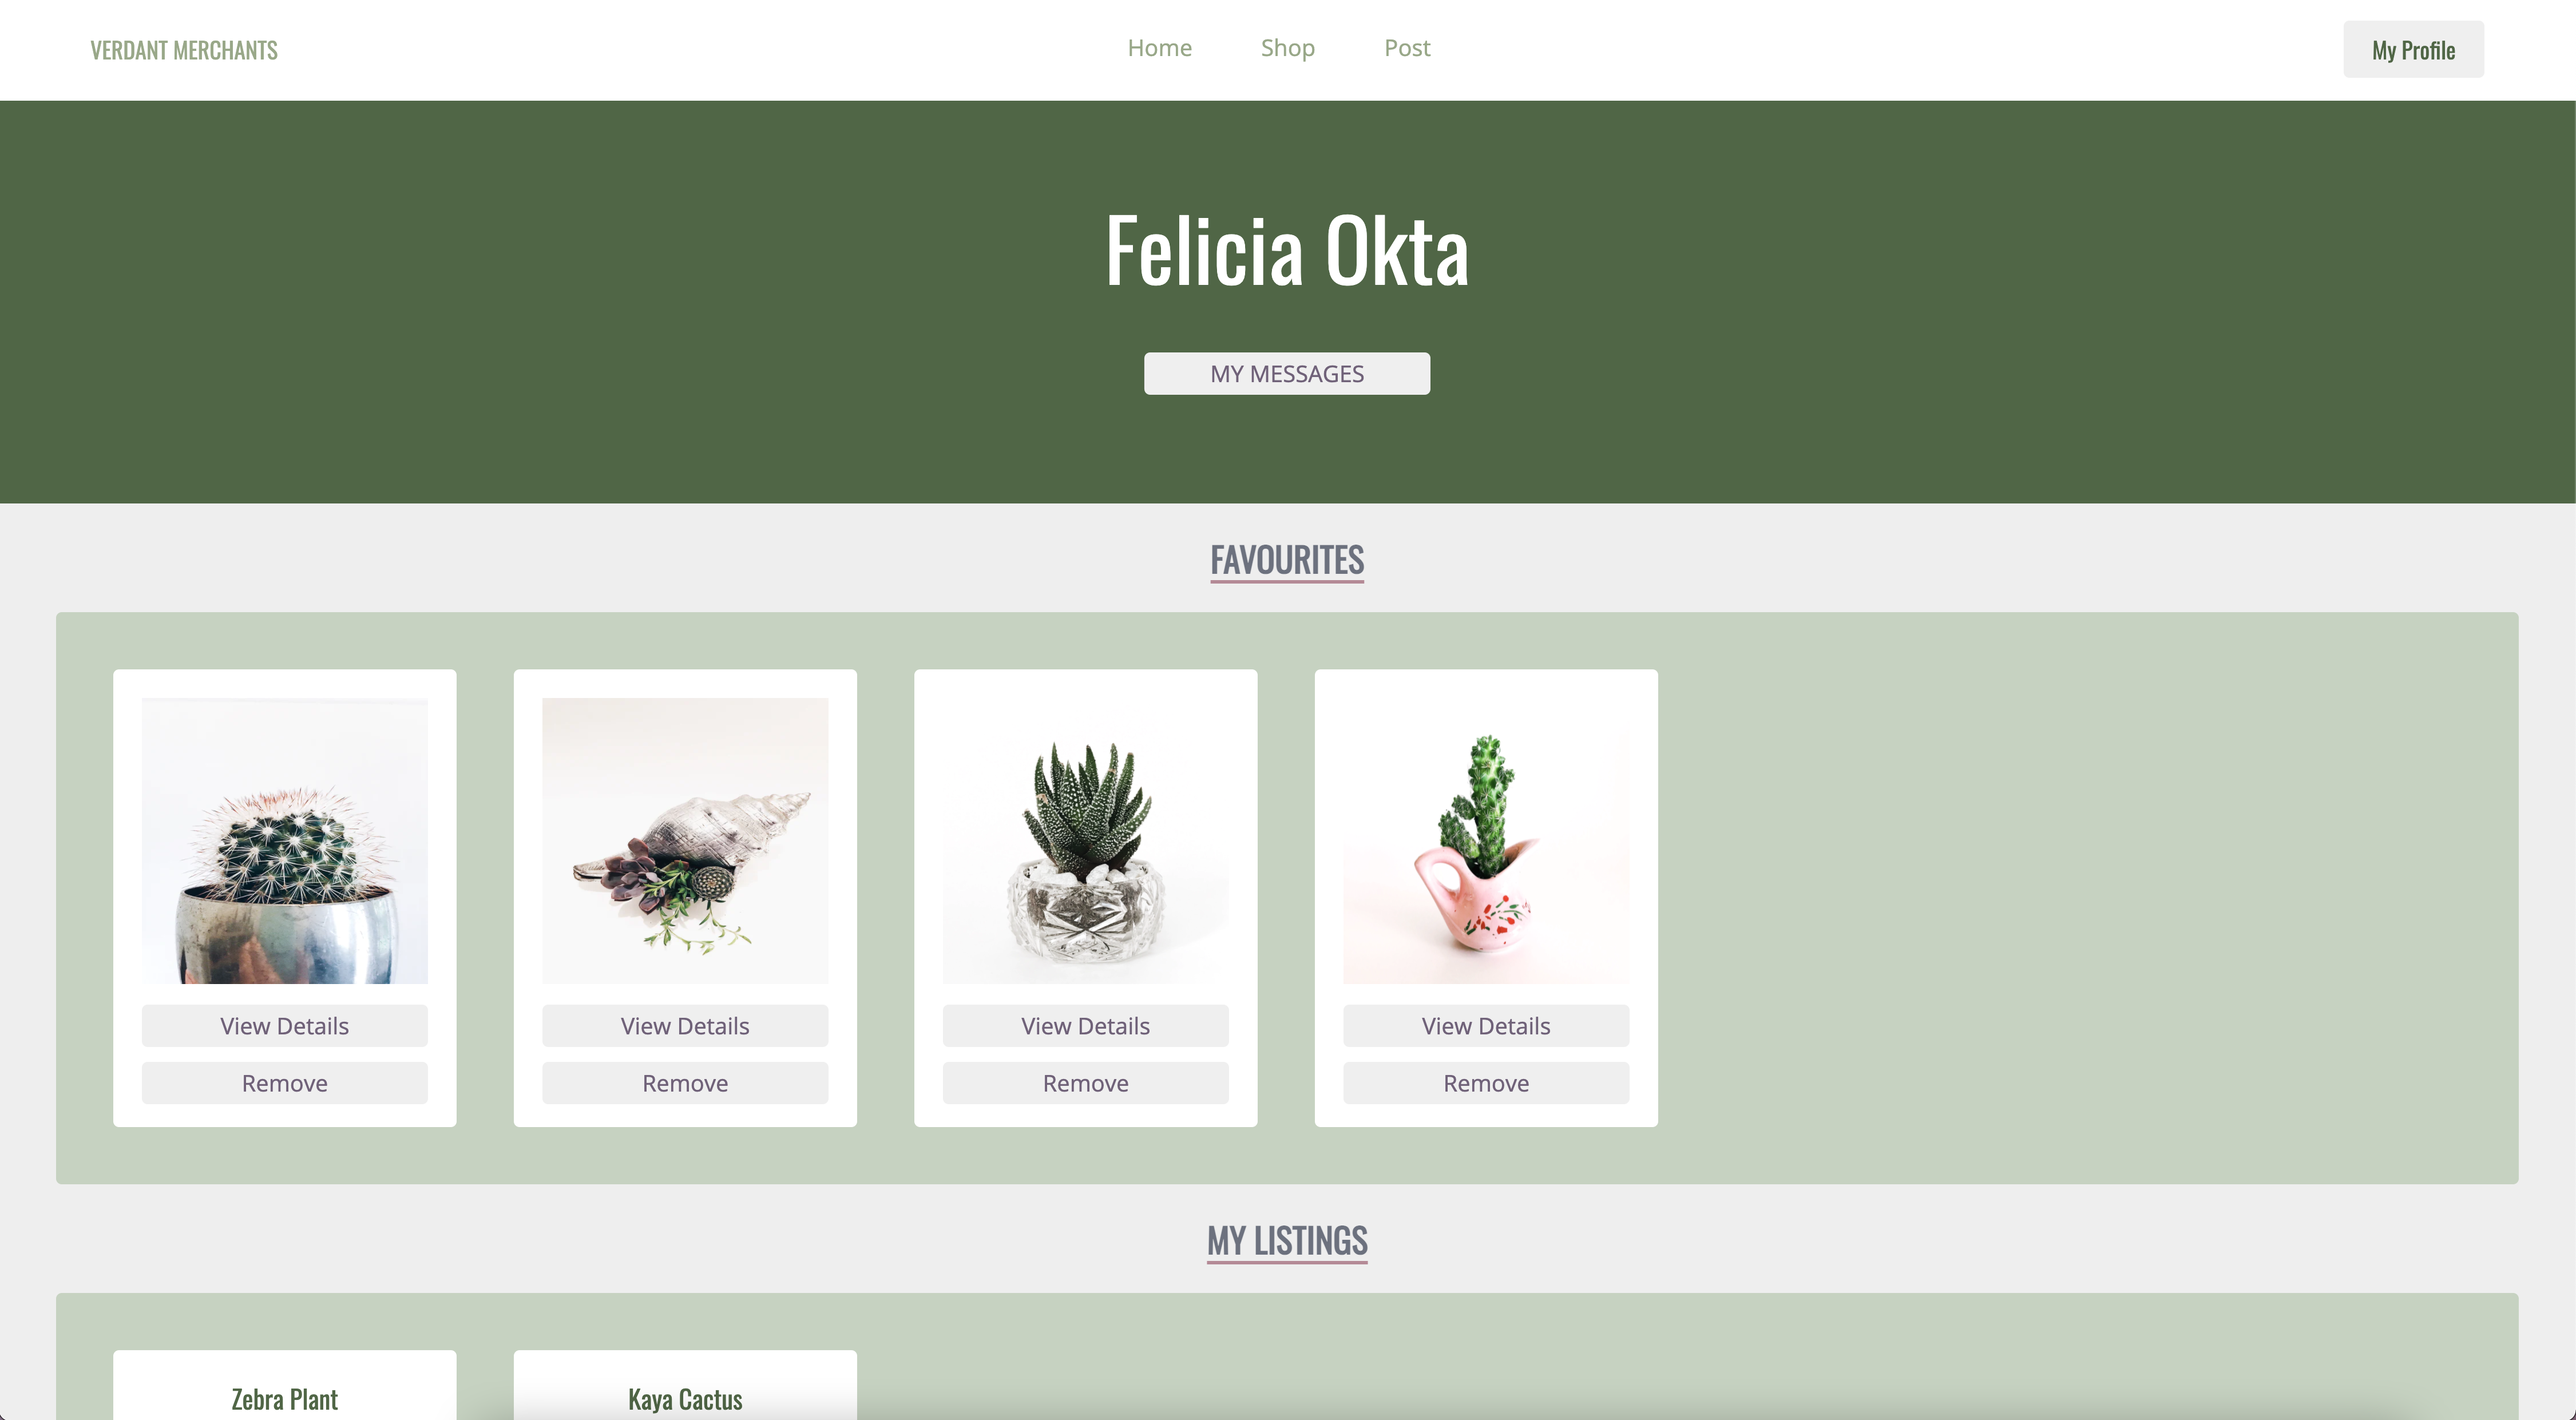 VERDANT MERCHANTS
Home Shop Post
My Profile
Felicia Okta
MY MESSAGES
FAVOURITES
View Details View Details View Details View Details
Remove Remove Remove Remove
MY LISTINGS
Zebra Plant Kaya Cactus